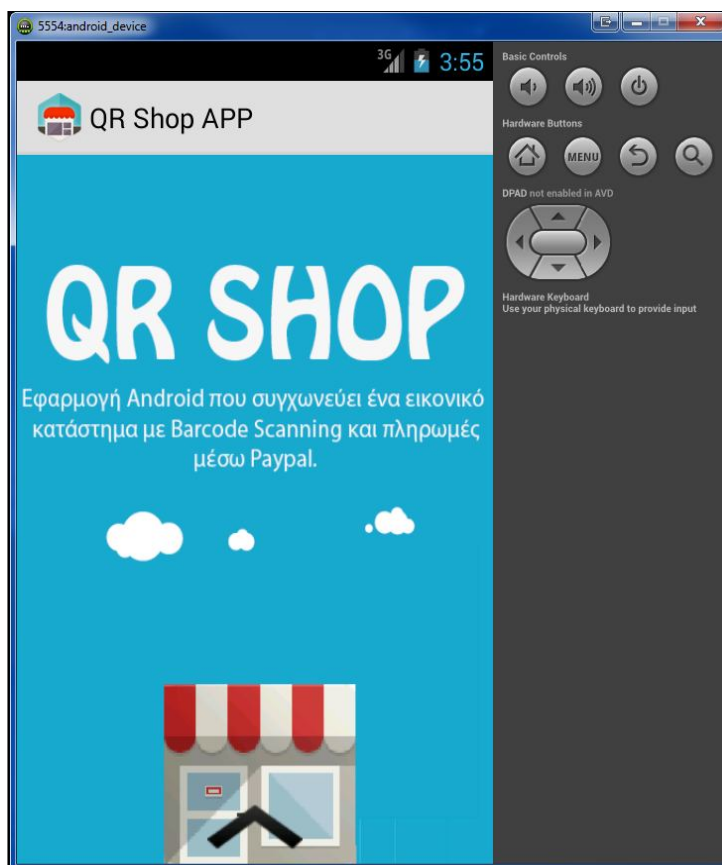 5554:android_device
3G 3:55
QR Shop APP
QR SHOP
Εφαρμογή Android που συγχωνεύει ένα εικονικό
κατάστημα με Barcode Scanning και πληρωμές
μέσω Paypal.
Basic Controls
Hardware Buttons
MENU
DPAD not enabled in AVD
Hardware Keyboard
Use your physical keyboard to provide input